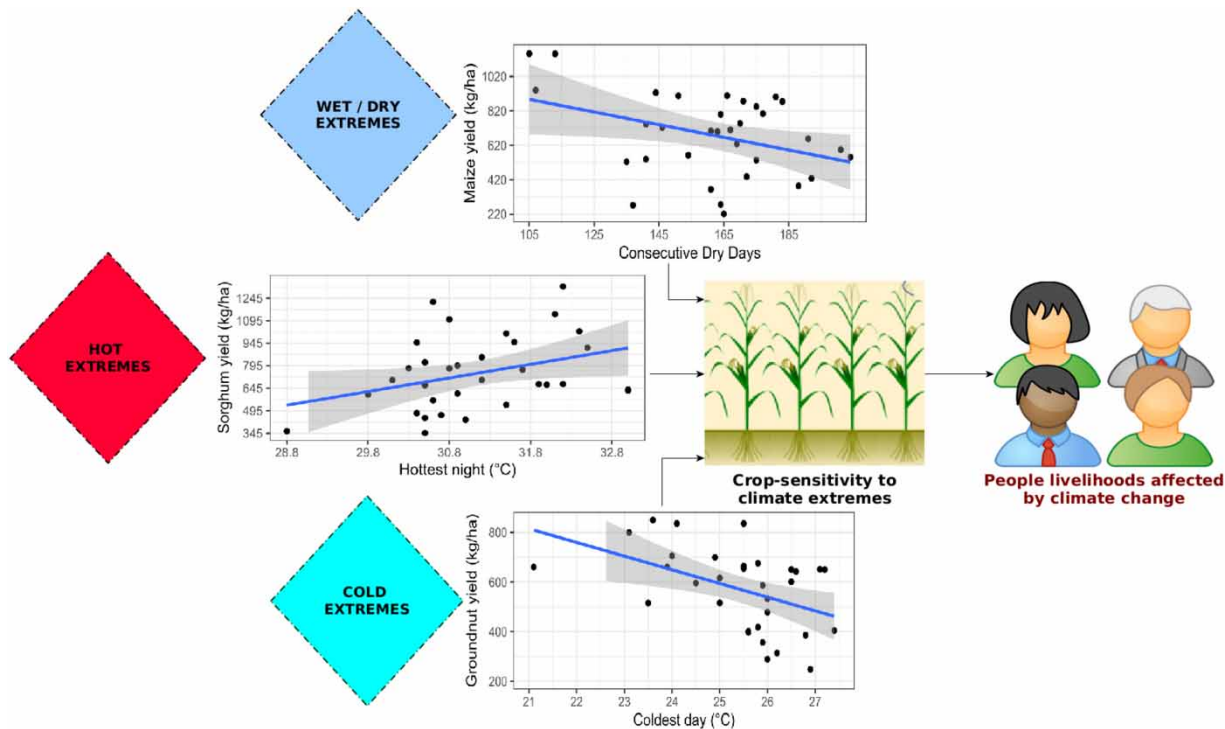 WET / DRY
EXTREMES
Maize yield (kg/ha)
1020
820
620
420
220
105
125
145
165
185
Consecutive Dry Days
HOT
EXTREMES
Sorghum yield (kg/ha)
1245
1095
945
795
645
495
345
28.8
29.8
30.8
31.8
32.8
Hottest night (°C)
Crop-sensitivity to
climate extremes
People livelihoods affected
by climate change
COLD
EXTREMES
Groundnut yield (kg/ha)
800
600
400
200
21
22
23
24
25
26
27
Coldest day (°C)